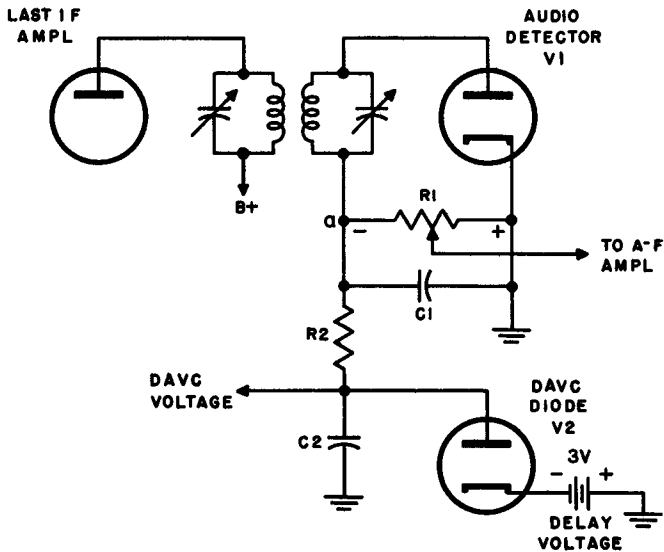 LAST IF
AMPL
AUDIO
DETECTOR
V1
B+
a
-
R1
+
TO A-F
AMPL
C1
R2
DAVC
VOLTAGE
DAVC
DIODE
V2
C2
3V
- +
DELAY
VOLTAGE